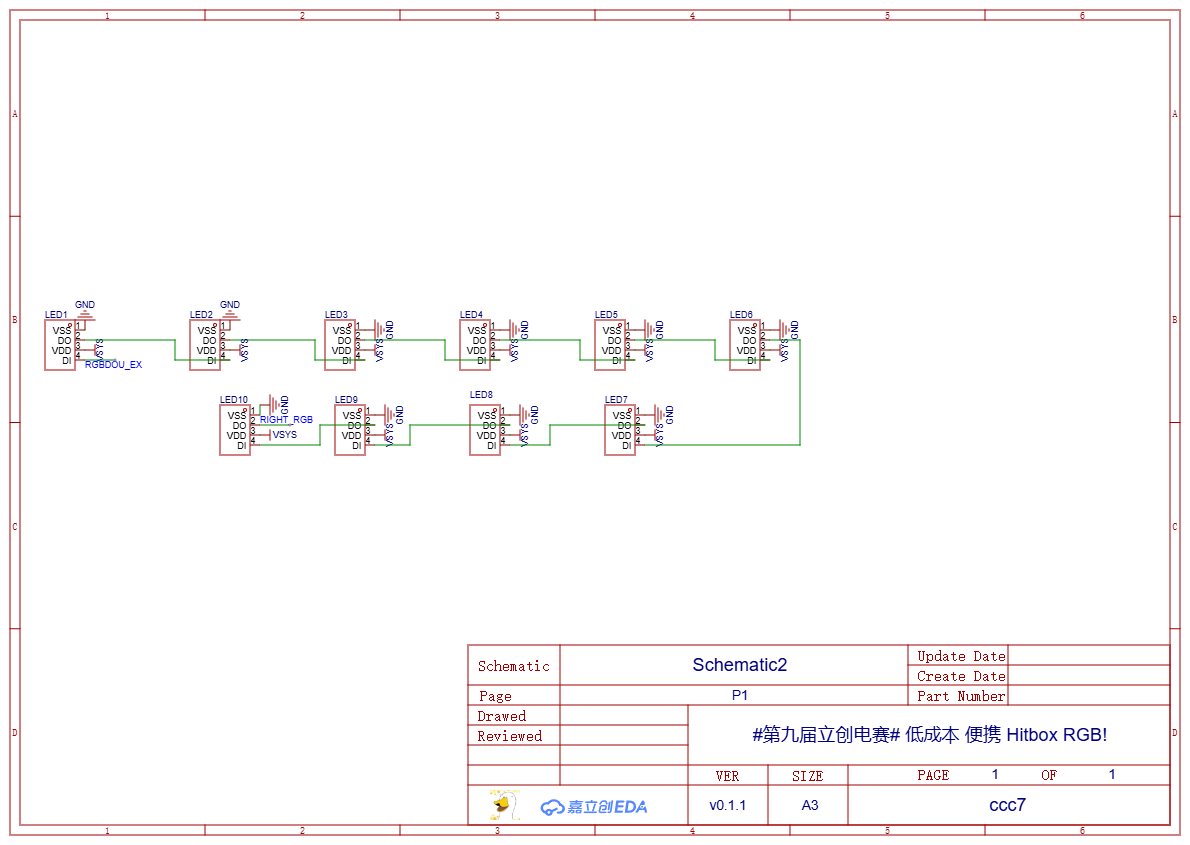 1 2 3 4 5 6
A A
GND GND
LED1 LED2 LED3 LED4 LED5 LED6
B B
VSS 1 GND
DO 2
VDD 3 VSYS
DI 4
RGBDOU_EX
VSS 1
DO 2
VDD 3 VSYS
DI 4
VSS 1 GND
DO 2
VDD 3 VSYS
DI 4
VSS 1 GND
DO 2
VDD 3 VSYS
DI 4
VSS 1 GND
DO 2
VDD 3 VSYS
DI 4
LED10 LED9 LED8 LED7
VSS 1 GND
DO 2 RIGHT_RGB
VDD 3 VSYS
DI 4
VSS 1 GND
DO 2
VDD 3 VSYS
DI 4
VSS 1 GND
DO 2
VDD 3 VSYS
DI 4
VSS 1 GND
DO 2
VDD 3 VSYS
DI 4
C C
Schematic Schematic2 Update Date
Create Date
Page P1 Part Number
Drawed
Reviewed
D #第九届立创电赛# 低成本 便携 Hitbox RGB! D
VER SIZE PAGE 1 OF 1
嘉立创EDA v0.1.1 A3 ccc7
1 2 3 4 5 6